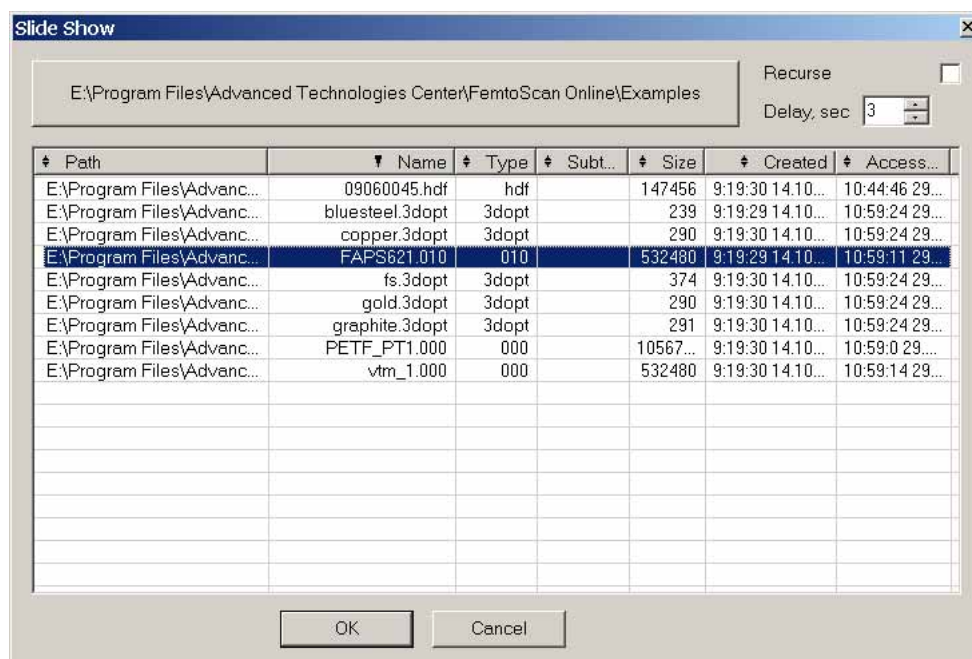 Slide Show
E:\Program Files\Advanced Technologies Center\FemtoScan Online\Examples
Recurse
Delay, sec 3
Path Name Type Subt... Size Created Access...
E:\Program Files\Advanc... 09060045.hdf hdf 147456 9:19:30 14.10... 10:44:46 29...
E:\Program Files\Advanc... bluesteel.3dopt 3dopt 239 9:19:29 14.10... 10:59:24 29...
E:\Program Files\Advanc... copper.3dopt 3dopt 290 9:19:30 14.10... 10:59:24 29...
E:\Program Files\Advanc... FAPS621.010 010 532480 9:19:29 14.10... 10:59:11 29...
E:\Program Files\Advanc... fs.3dopt 3dopt 374 9:19:30 14.10... 10:59:24 29...
E:\Program Files\Advanc... gold.3dopt 3dopt 290 9:19:30 14.10... 10:59:24 29...
E:\Program Files\Advanc... graphite.3dopt 3dopt 291 9:19:30 14.10... 10:59:24 29...
E:\Program Files\Advanc... PETF_PT1.000 000 10567... 9:19:30 14.10... 10:59:0 29....
E:\Program Files\Advanc... vtm_1.000 000 532480 9:19:30 14.10... 10:59:14 29...
OK Cancel